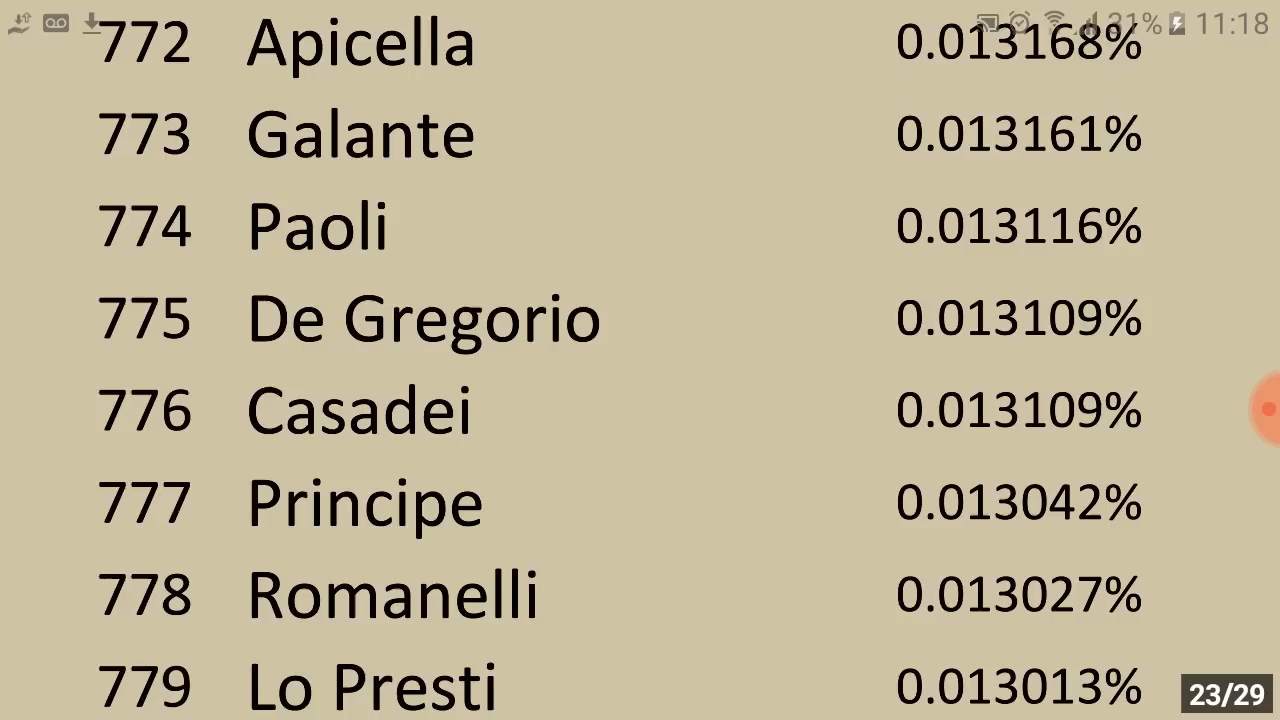 31% 11:18
772 Apicella 0.013168%
773 Galante 0.013161%
774 Paoli 0.013116%
775 De Gregorio 0.013109%
776 Casadei 0.013109%
777 Principe 0.013042%
778 Romanelli 0.013027%
779 Lo Presti 0.013013%
23/29